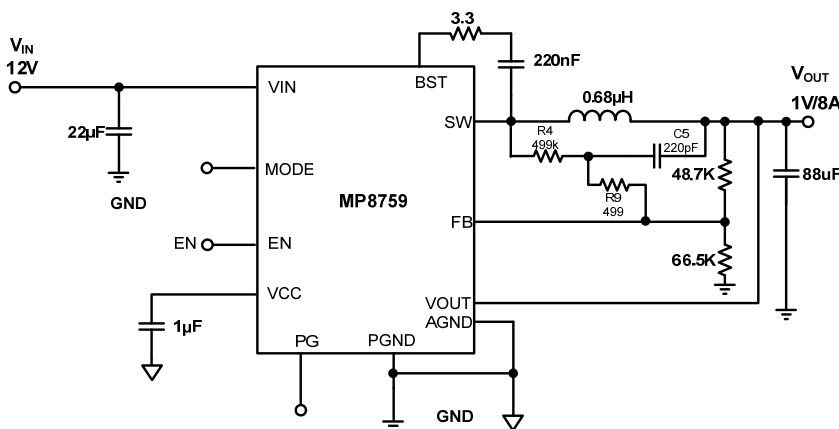 3.3
VIN
12V
220nF
VOUT
1V/8A
VIN
BST
SW
0.68µH
22µF
R4
499k
C5
220pF
GND
MODE
MP8759
R9
499
48.7K
88uF
EN
EN
FB
66.5K
VCC
VOUT
AGND
1µF
PG
PGND
GND